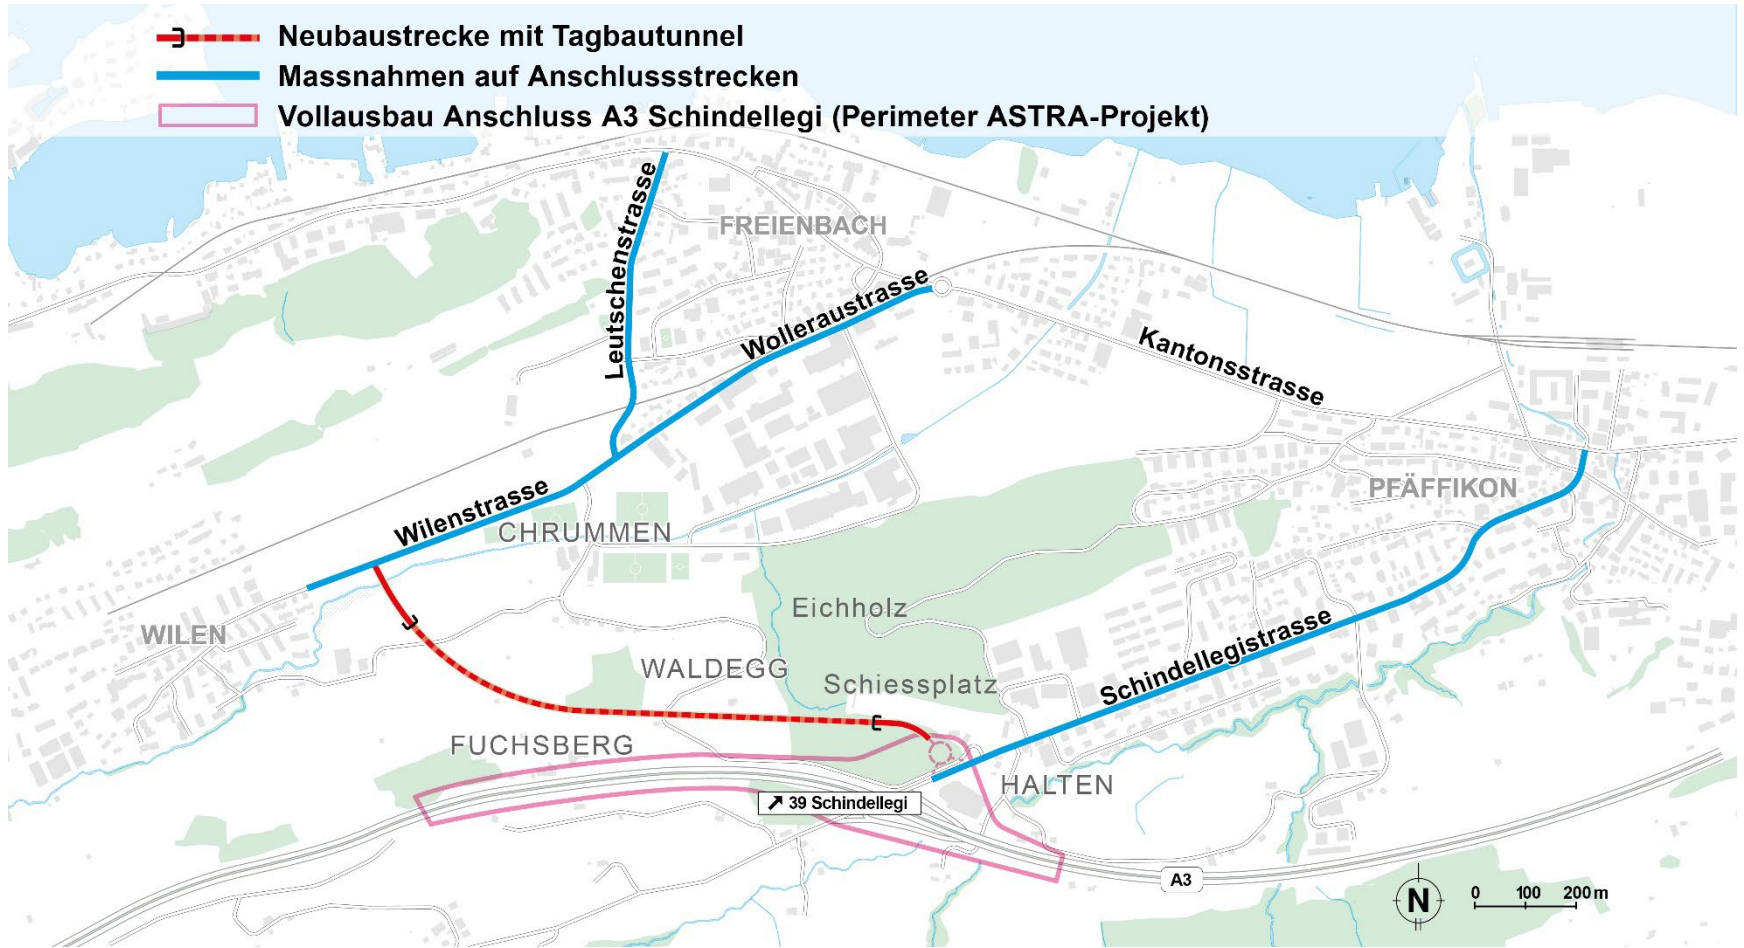 Neubaustrecke mit Tagbautunnel
Massnahmen auf Anschlussstrecken
Vollausbau Anschluss A3 Schindellegi (Perimeter ASTRA-Projekt)
Leutschenstrasse
FREIENBACH
Wolleraustrasse
Kantonsstrasse
Wilenstrasse
PFÄFFIKON
CHRUMMEN
Eichholz
WILEN
Schindellegistrasse
WALDEGG
Schiessplatz
FUCHSBERG
HALTEN
39 Schindellegi
A3
N
0 100 200 m